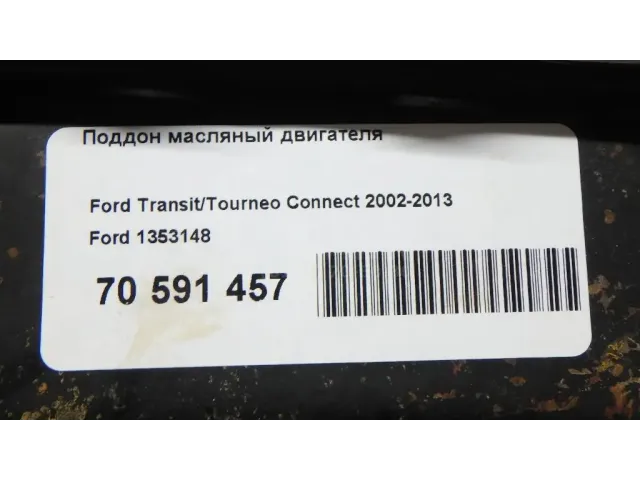 Поддон масляный двигателя
Ford Transit/Tourneo Connect 2002-2013
Ford 1353148
70 591 457